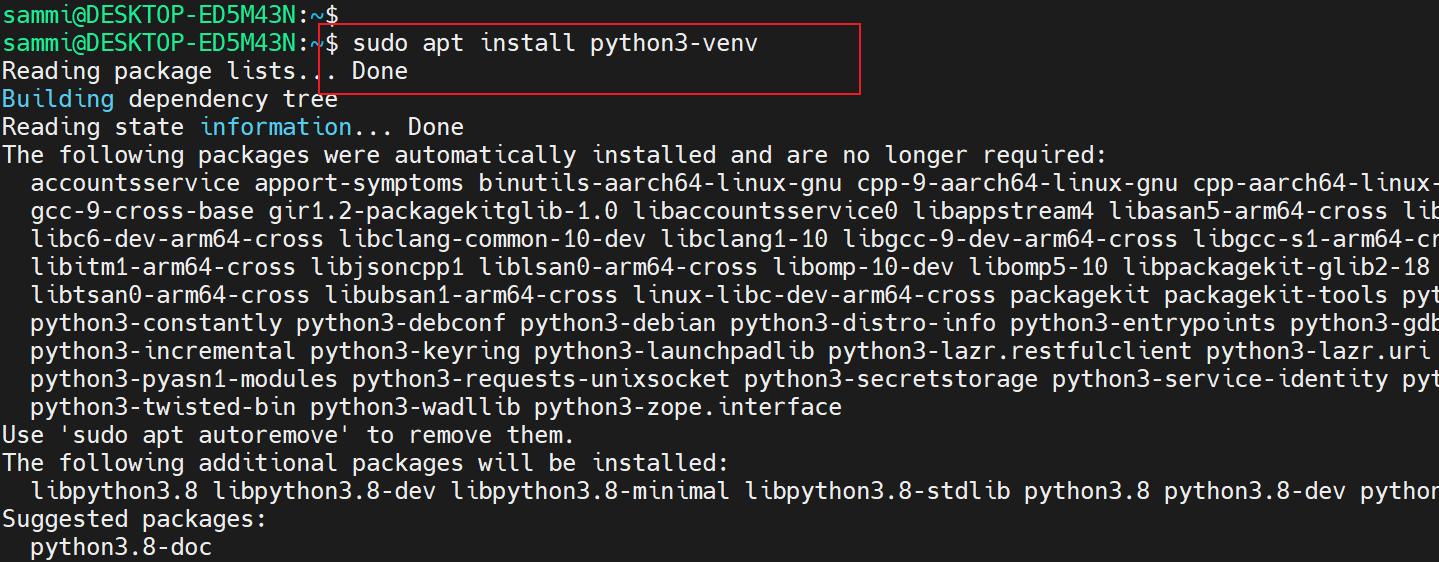 sammi@DESKTOP-ED5M43N:~$
sammi@DESKTOP-ED5M43N:~$ sudo apt install python3-venv
Reading package lists... Done
Building dependency tree
Reading state information... Done
The following packages were automatically installed and are no longer required:
accountsservice apport-symptoms binutils-aarch64-linux-gnu cpp-9-aarch64-linux-gnu cpp-aarch64-linux-
gcc-9-cross-base gir1.2-packagekitglib-1.0 libaccountsservice0 libappstream4 libasan5-arm64-cross
libc6-dev-arm64-cross libclang-common-10-dev libclang1-10 libgcc-9-dev-arm64-cross libgcc-s1-arm64-cr
libitm1-arm64-cross libjsoncpp1 liblsan0-arm64-cross libomp-10-dev libomp5-10 libpackagekit-glib2-18
libtsan0-arm64-cross libubsan1-arm64-cross linux-libc-dev-arm64-cross packagekit packagekit-tools pyt
python3-constantly python3-debconf python3-debian python3-distro-info python3-entrypoints python3-gdb
python3-incremental python3-keyring python3-launchpadlib python3-lazr.restfulclient python3-lazr.uri
python3-pyasn1-modules python3-requests-unixsocket python3-secretstorage python3-service-identity pyt
python3-twisted-bin python3-wadllib python3-zope.interface
Use 'sudo apt autoremove' to remove them.
The following additional packages will be installed:
libpython3.8 libpython3.8-dev libpython3.8-minimal libpython3.8-stdlib python3.8 python3.8-dev python
Suggested packages:
python3.8-doc